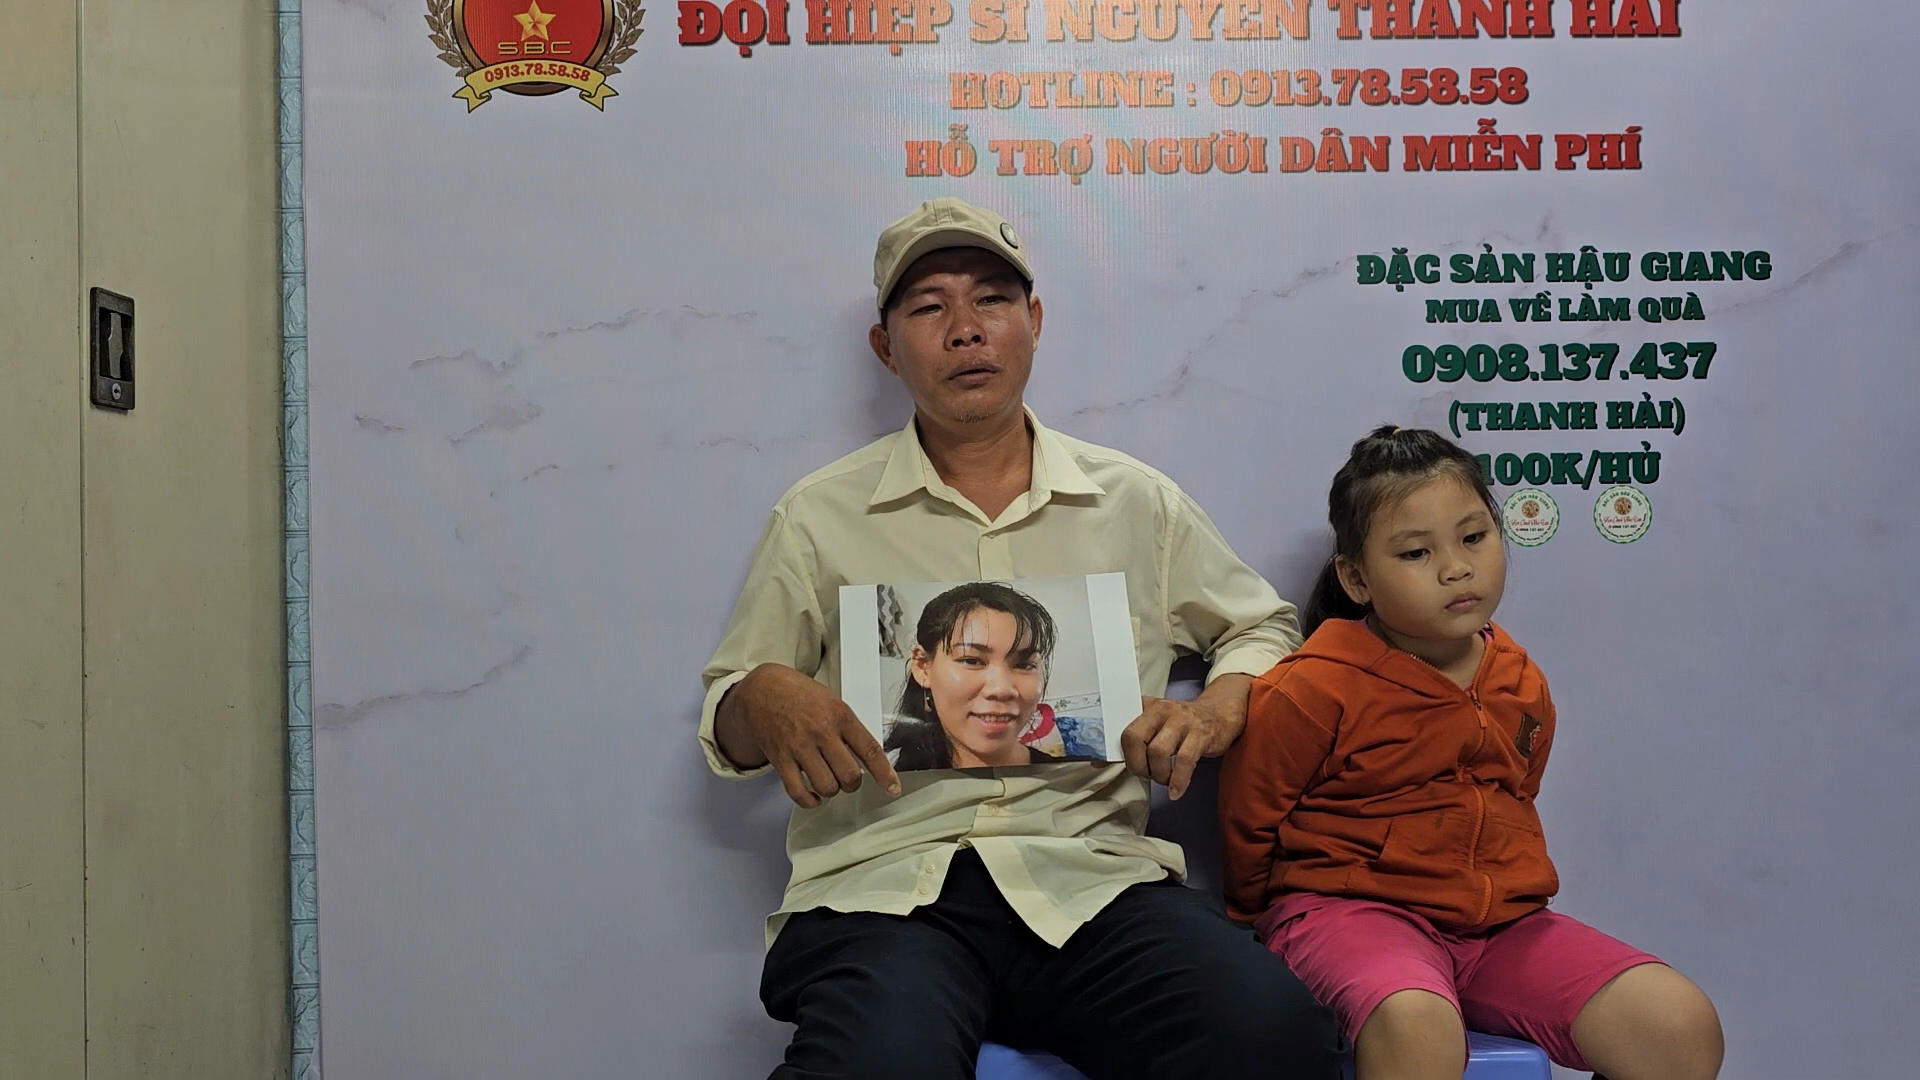 S.B.C
0913.78.58.58
ĐỘI HIỆP SĨ NGUYỄN THANH HẢI
HOTLINE : 0913.78.58.58
HỖ TRỢ NGƯỜI DÂN MIỄN PHÍ
ĐẶC SẢN HẬU GIANG
MUA VỀ LÀM QUÀ
0908.137.437
(THANH HẢI)
100K/HỦ